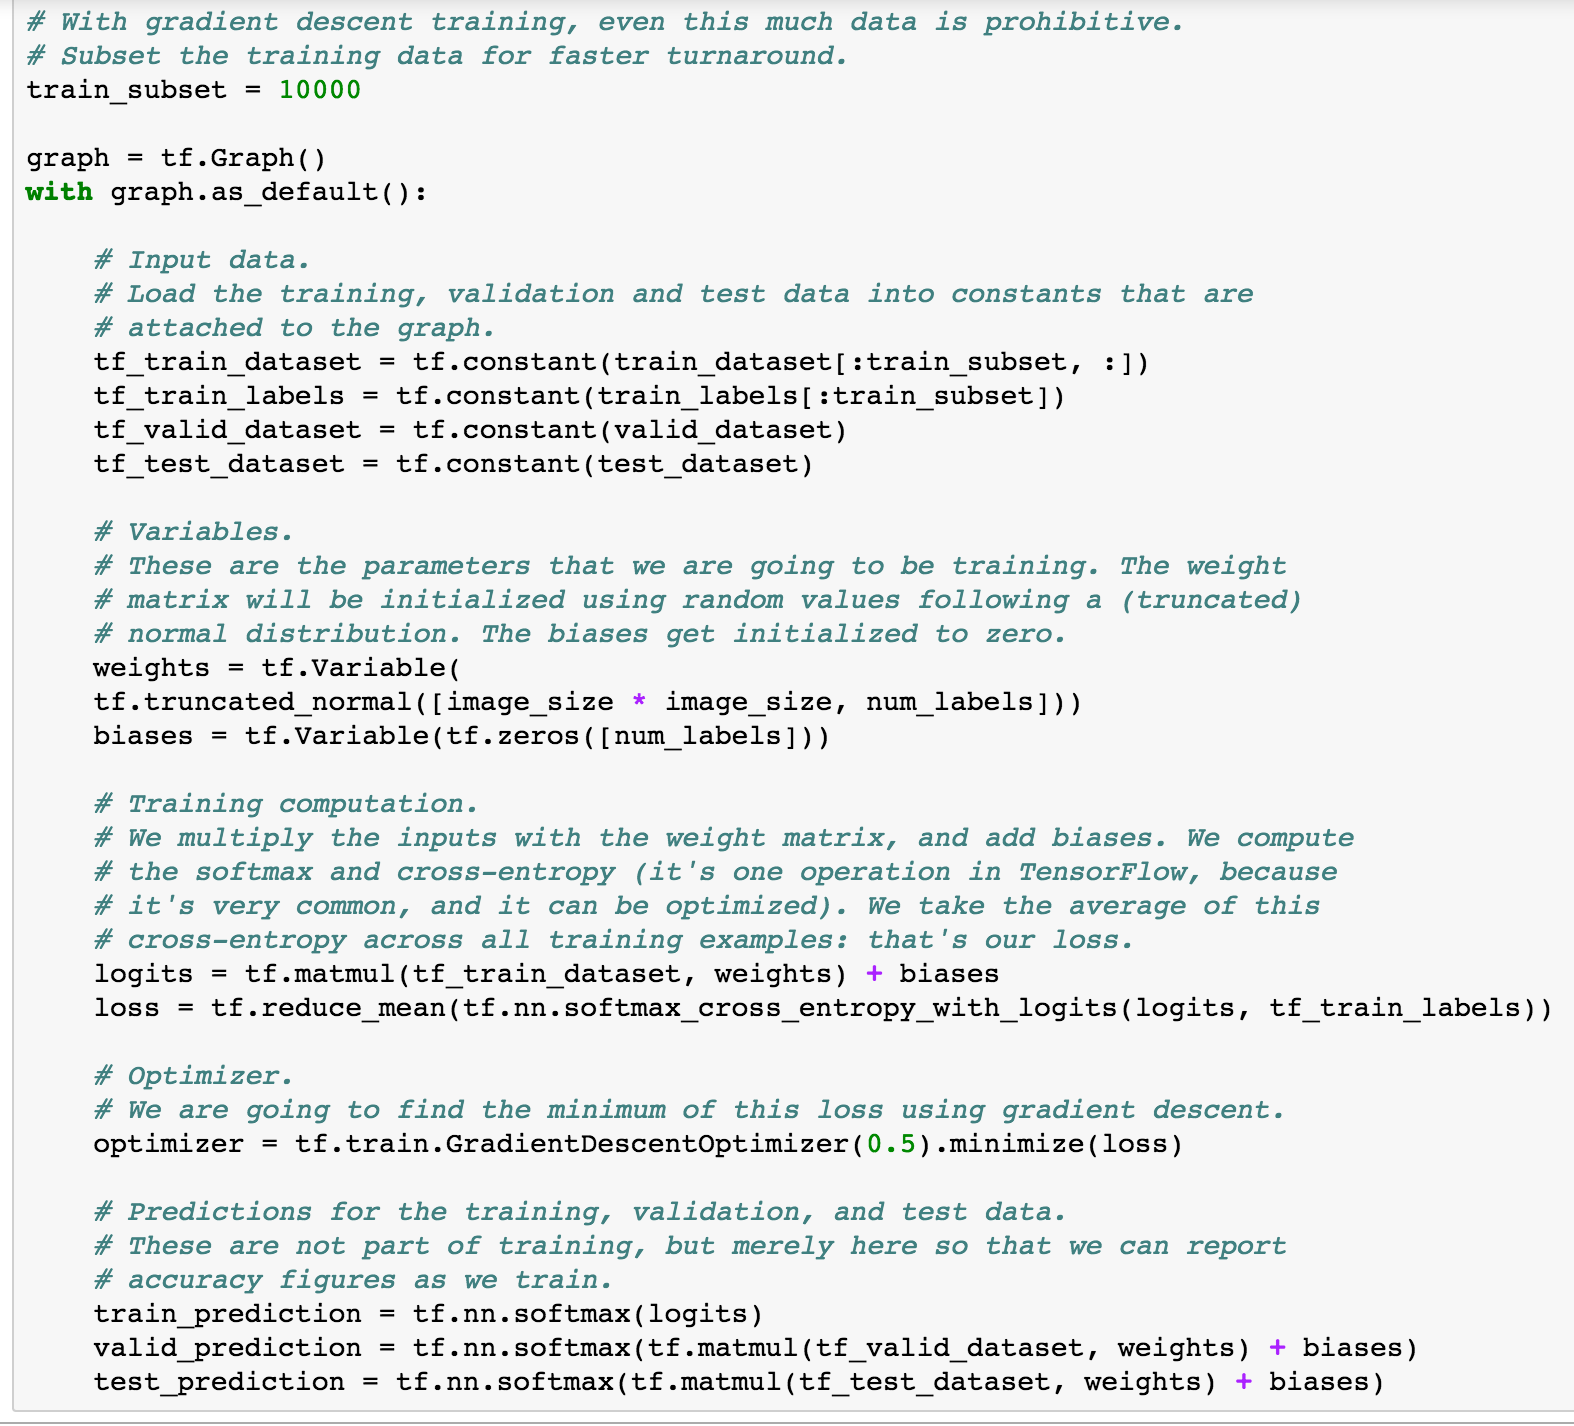 # With gradient descent training, even this much data is prohibitive.
# Subset the training data for faster turnaround.
train_subset = 10000
graph = tf.Graph()
with graph.as_default():
# Input data.
# Load the training, validation and test data into constants that are
# attached to the graph.
tf_train_dataset = tf.constant(train_dataset[:train_subset, :])
tf_train_labels = tf.constant(train_labels[:train_subset])
tf_valid_dataset = tf.constant(valid_dataset)
tf_test_dataset = tf.constant(test_dataset)
# Variables.
# These are the parameters that we are going to be training. The weight
# matrix will be initialized using random values following a (truncated)
# normal distribution. The biases get initialized to zero.
weights = tf.Variable(
tf.truncated_normal([image_size * image_size, num_labels]))
biases = tf.Variable(tf.zeros([num_labels]))
# Training computation.
# We multiply the inputs with the weight matrix, and add biases. We compute
# the softmax and cross-entropy (it's one operation in TensorFlow, because
# it's very common, and it can be optimized). We take the average of this
# cross-entropy across all training examples: that's our loss.
logits = tf.matmul(tf_train_dataset, weights) + biases
loss = tf.reduce_mean(tf.nn.softmax_cross_entropy_with_logits(logits, tf_train_labels))
# Optimizer.
# We are going to find the minimum of this loss using gradient descent.
optimizer = tf.train.GradientDescentOptimizer(0.5).minimize(loss)
# Predictions for the training, validation, and test data.
# These are not part of training, but merely here so that we can report
# accuracy figures as we train.
train_prediction = tf.nn.softmax(logits)
valid_prediction = tf.nn.softmax(tf.matmul(tf_valid_dataset, weights) + biases)
test_prediction = tf.nn.softmax(tf.matmul(tf_test_dataset, weights) + biases)